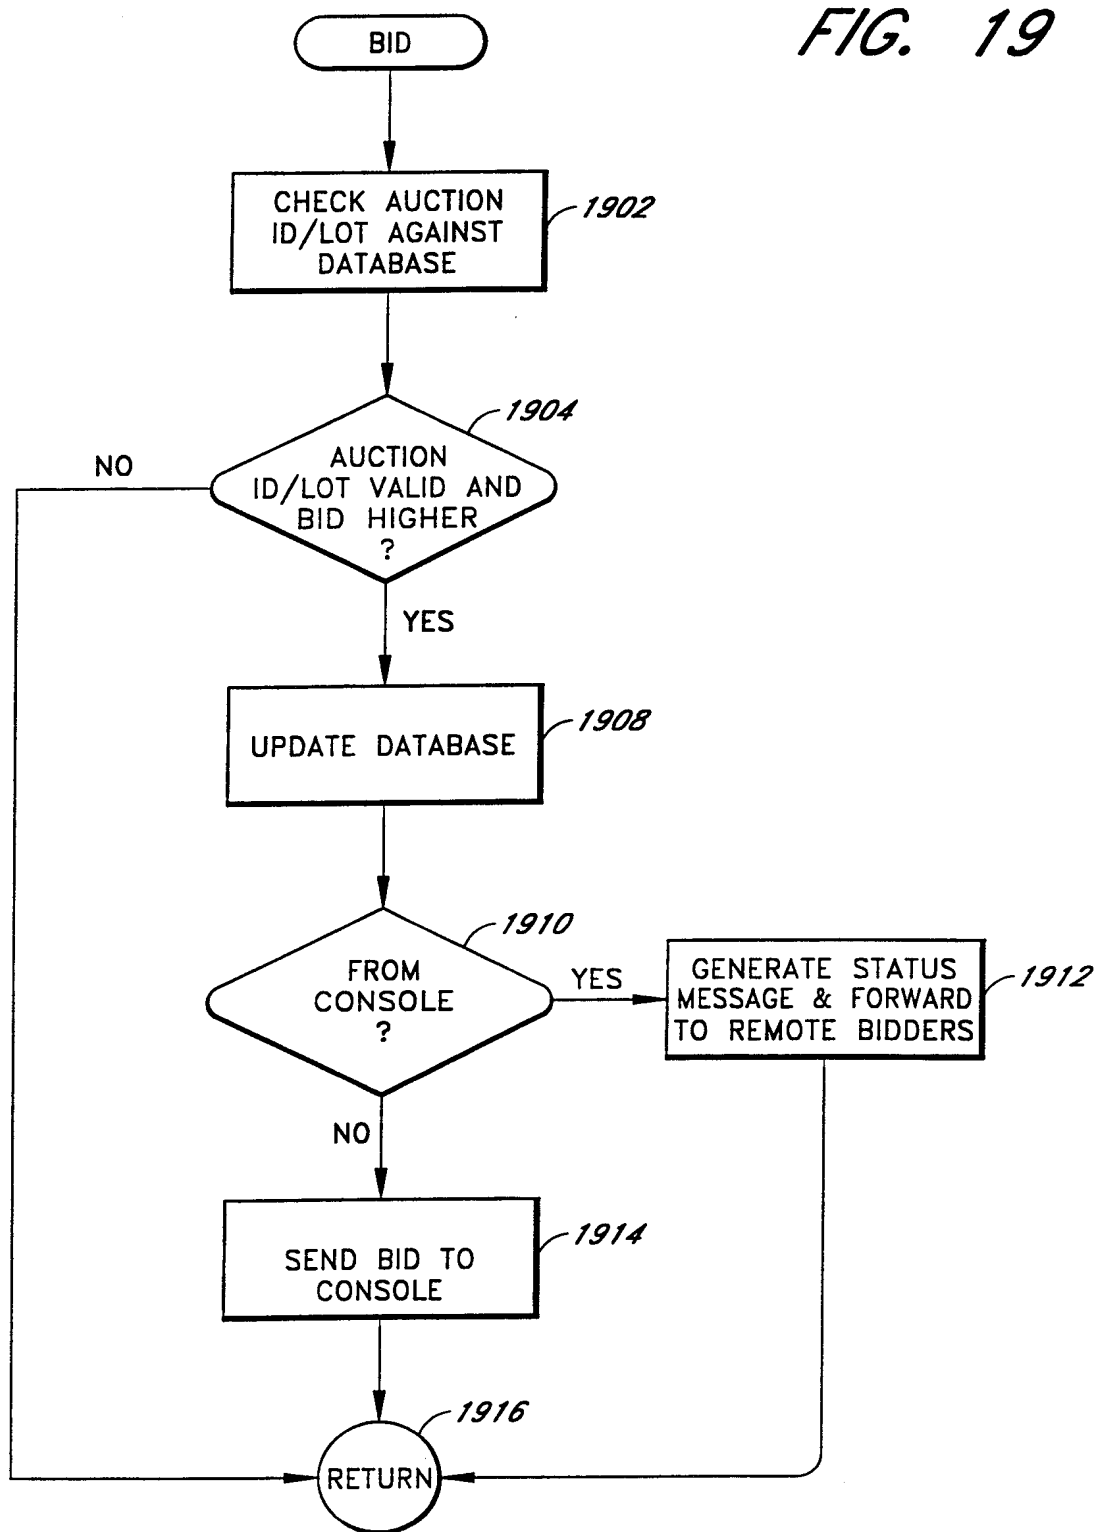 FIG. 19
BID
CHECK AUCTION
ID/LOT AGAINST
DATABASE
1902
1904
NO
AUCTION
ID/LOT VALID AND
BID HIGHER
?
YES
UPDATE DATABASE
1908
1910
FROM
CONSOLE
?
YES
GENERATE STATUS
MESSAGE & FORWARD
TO REMOTE BIDDERS
1912
NO
SEND BID TO
CONSOLE
1914
1916
RETURN